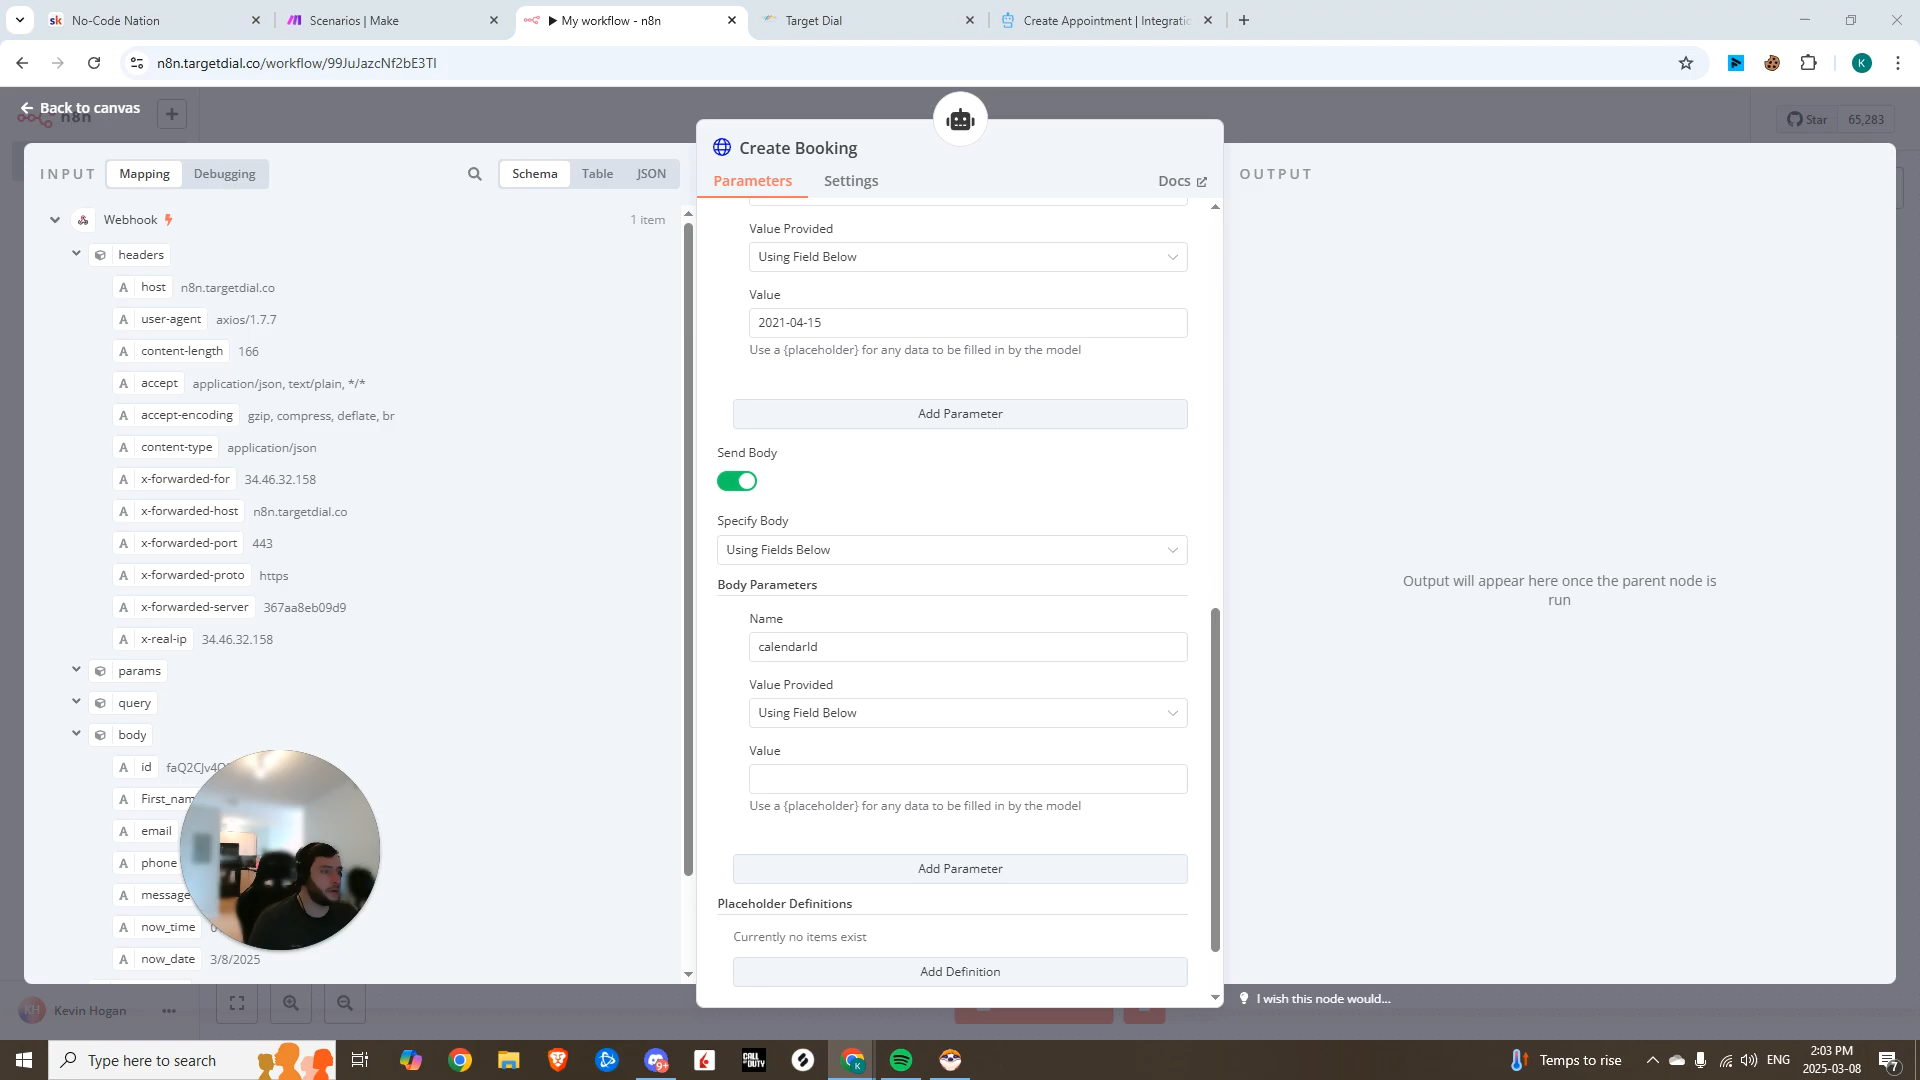 No-Code Nation
Scenarios | Make
▶ My workflow - n8n
Target Dial
Create Appointment | Integratic
n8n.targetdial.co/workflow/99JuJazcNf2bE3TI
K
Back to canvas
n8n
Star
65,283
INPUT
Mapping
Debugging
Schema
Table
JSON
Webhook
1 item
headers
A host n8n.targetdial.co
A user-agent axios/1.7.7
A content-length 166
A accept application/json, text/plain, */*
A accept-encoding gzip, compress, deflate, br
A content-type application/json
A x-forwarded-for 34.46.32.158
A x-forwarded-host n8n.targetdial.co
A x-forwarded-port 443
A x-forwarded-proto https
A x-forwarded-server 367aa8eb09d9
A x-real-ip 34.46.32.158
params
query
body
A id faQ2CJv4
A First_nam
A email
A phone
A message
A now_time
A now_date 3/8/2025
Create Booking
Parameters
Settings
Docs
Value Provided
Using Field Below
Value
2021-04-15
Use a {placeholder} for any data to be filled in by the model
Add Parameter
Send Body
Specify Body
Using Fields Below
Body Parameters
Name
calendarId
Value Provided
Using Field Below
Value
Use a {placeholder} for any data to be filled in by the model
Add Parameter
Placeholder Definitions
Currently no items exist
Add Definition
OUTPUT
Output will appear here once the parent node is
run
I wish this node would...
KH Kevin Hogan
Type here to search
9+
CALL OF DUTY
K
Temps to rise
ENG
2:03 PM
2025-03-08
7